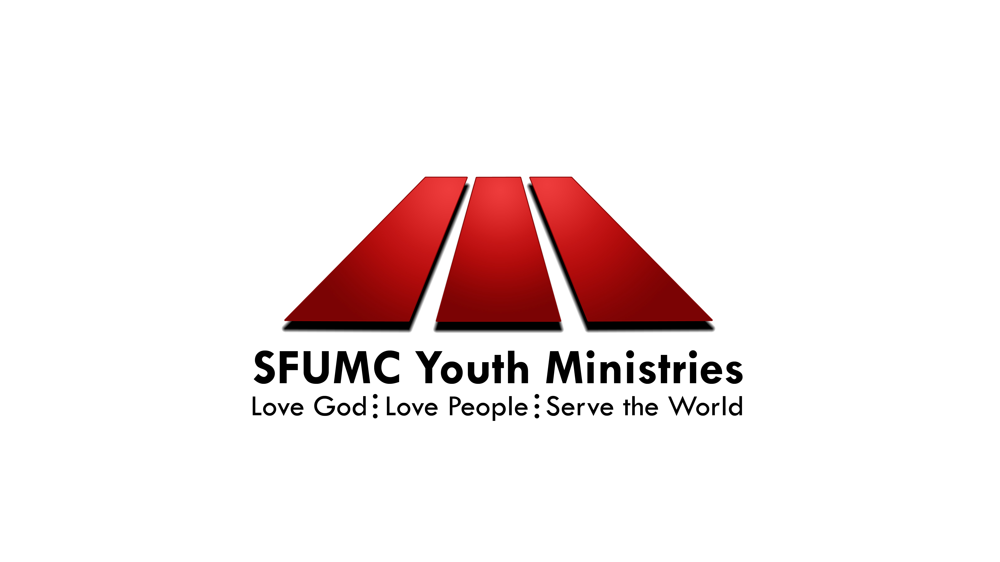 SFUMC Youth Ministries
Love God⋮Love People⋮Serve the World